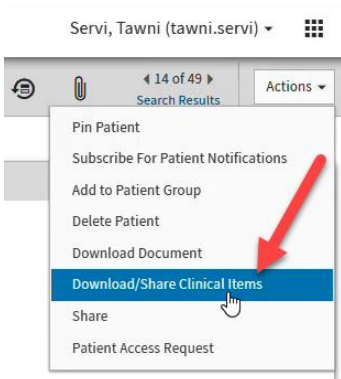 Servi, Tawni (tawni.servi)
14 of 49
Search Results
Actions
Pin Patient
Subscribe For Patient Notifications
Add to Patient Group
Delete Patient
Download Document
Download/Share Clinical Items
Share
Patient Access Request